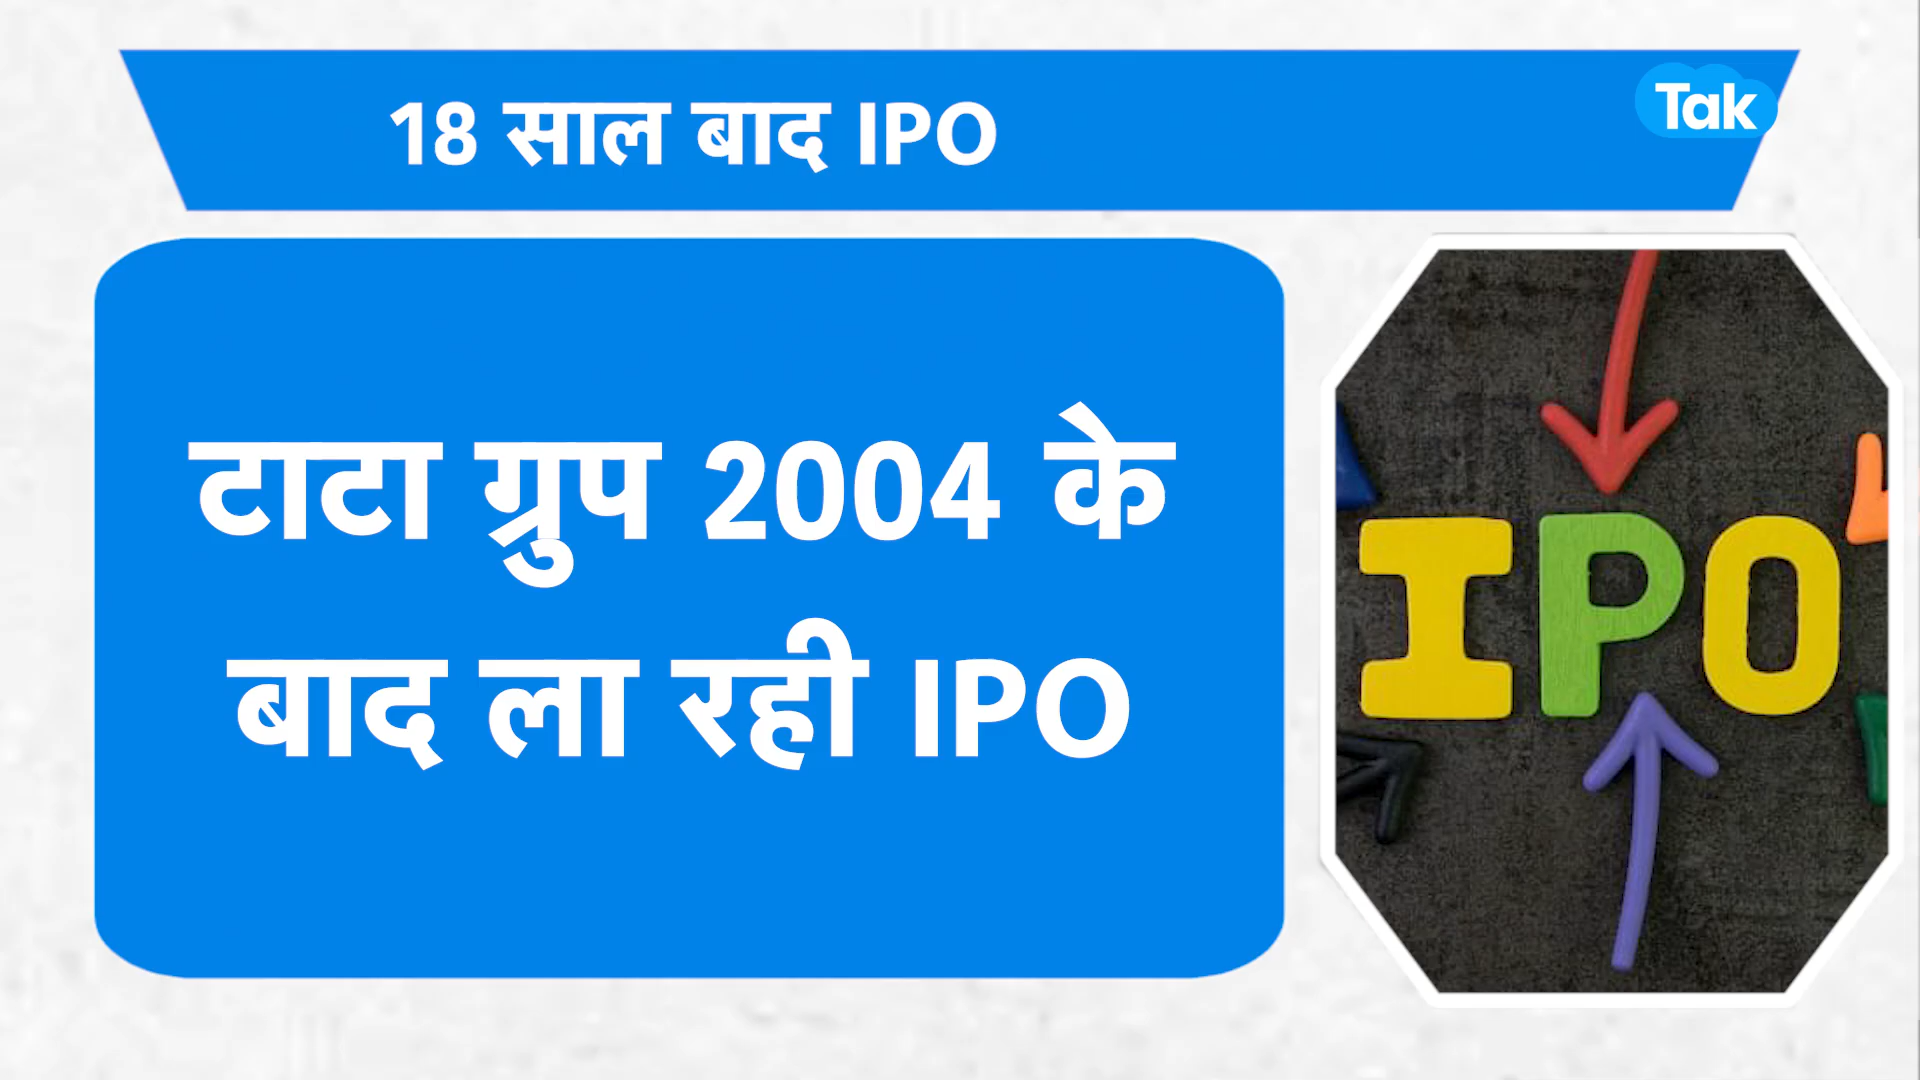 18 साल बाद IPO
Tak
टाटा ग्रुप 2004 के
बाद ला रही IPO
IPO